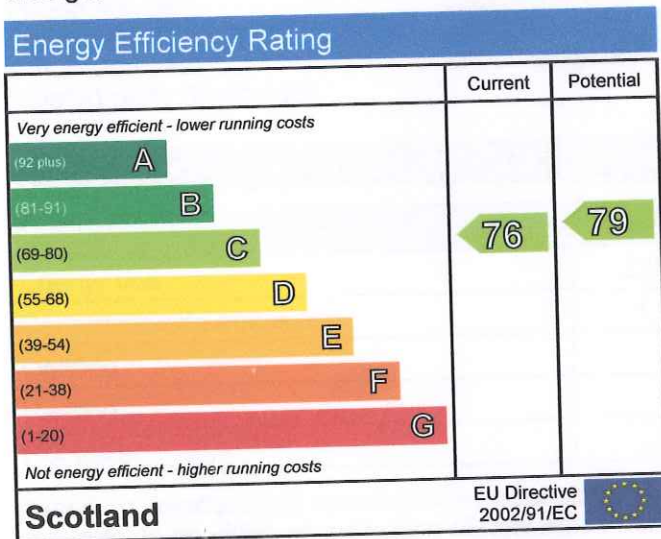 Energy Efficiency Rating
Current Potential
Very energy efficient - lower running costs
(92 plus) A
(81-91) B
(69-80) C
76 79
(55-68) D
(39-54) E
(21-38) F
(1-20) G
Not energy efficient - higher running costs
Scotland
EU Directive
2002/91/EC